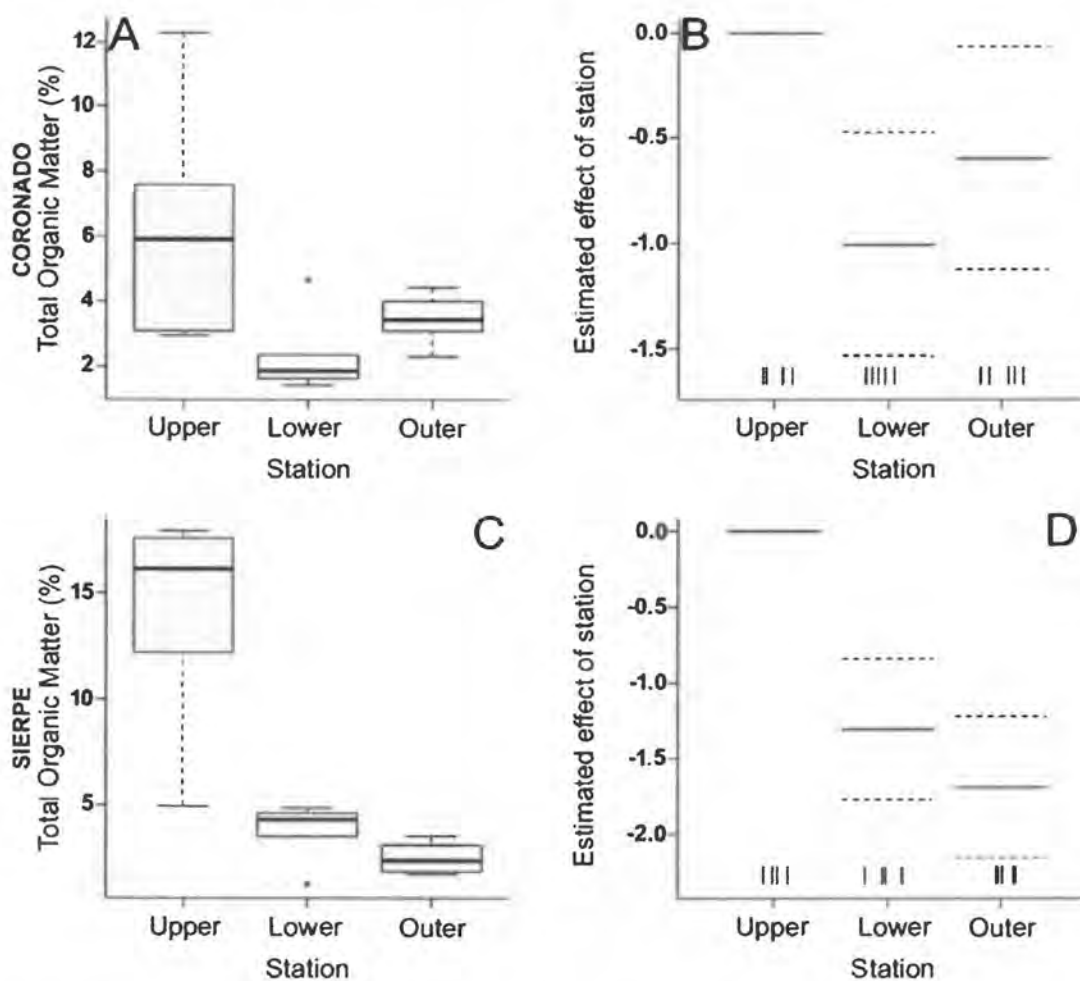 A
CORONADO
Total Organic Matter (%)
12
10
8
6
4
2
Upper Lower Outer
Station
B
Estimated effect of station
0.0
-0.5
-1.0
-1.5
Upper Lower Outer
Station
C
SIERPE
Total Organic Matter (%)
15
10
5
Upper Lower Outer
Station
D
Estimated effect of station
0.0
-0.5
-1.0
-1.5
-2.0
Upper Lower Outer
Station